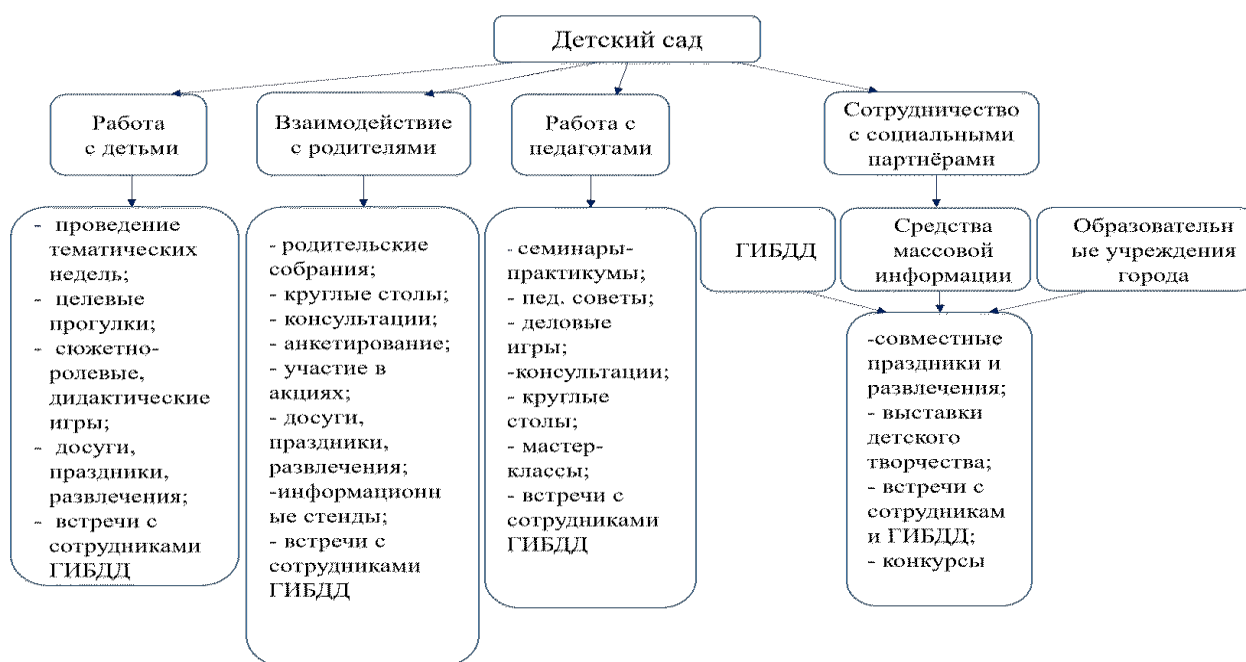 Детский сад
Работа
с детьми
Взаимодействие
с родителями
Работа с
педагогами
Сотрудничество
с социальными
партнёрами
- проведение
тематических
недель;
- целевые
прогулки;
- сюжетно-
ролевые,
дидактические
игры;
- досуги,
праздники,
развлечения;
- встречи с
сотрудниками
ГИБДД
- родительские
собрания;
- круглые столы;
- консультации;
- анкетирование;
- участие в
акциях;
- досуги,
праздники,
развлечения;
-информационн
ые стенды;
- встречи с
сотрудниками
ГИБДД
- семинары-
практикумы;
- пед. советы;
- деловые
игры;
-консультации;
- круглые
столы;
- мастер-
классы;
- встречи с
сотрудниками
ГИБДД
ГИБДД
Средства
массовой
информации
Образовательн
ые учреждения
города
-совместные
праздники и
развлечения;
- выставки
детского
творчества;
- встречи с
сотрудникам
и ГИБДД;
- конкурсы